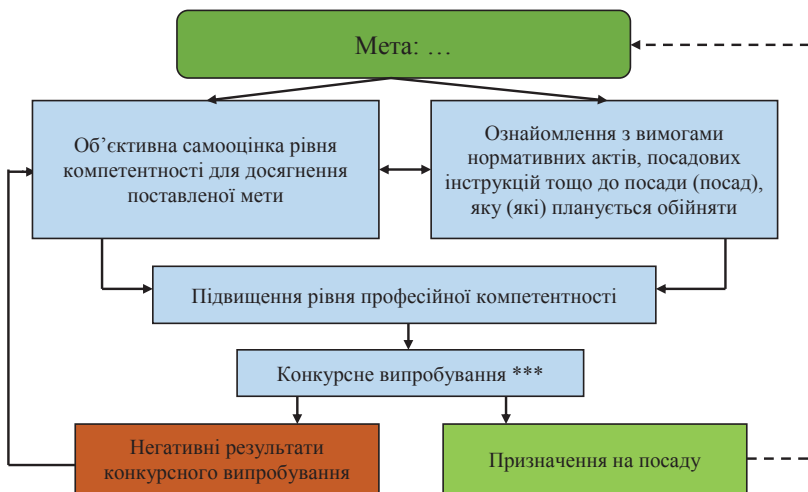 Мета: …
Об’єктивна самооцінка рівня
компетентності для досягнення
поставленої мети
Ознайомлення з вимогами
нормативних актів, посадових
інструкцій тощо до посади (посад),
яку (які) планується обійняти
Підвищення рівня професійної компетентності
Конкурсне випробування ***
Негативні результати
конкурсного випробування
Призначення на посаду